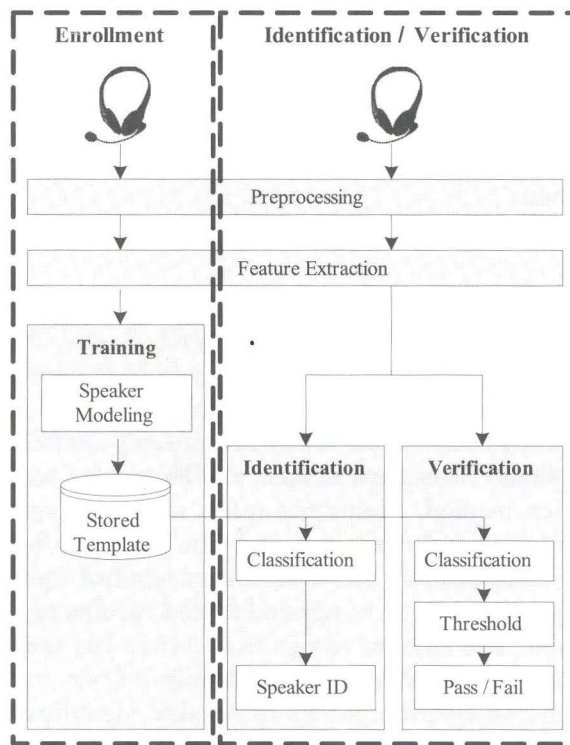 Enrollment
Identification / Verification
Preprocessing
Feature Extraction
Training
Speaker
Modeling
Stored
Template
Identification
Verification
Classification
Classification
Threshold
Speaker ID
Pass / Fail